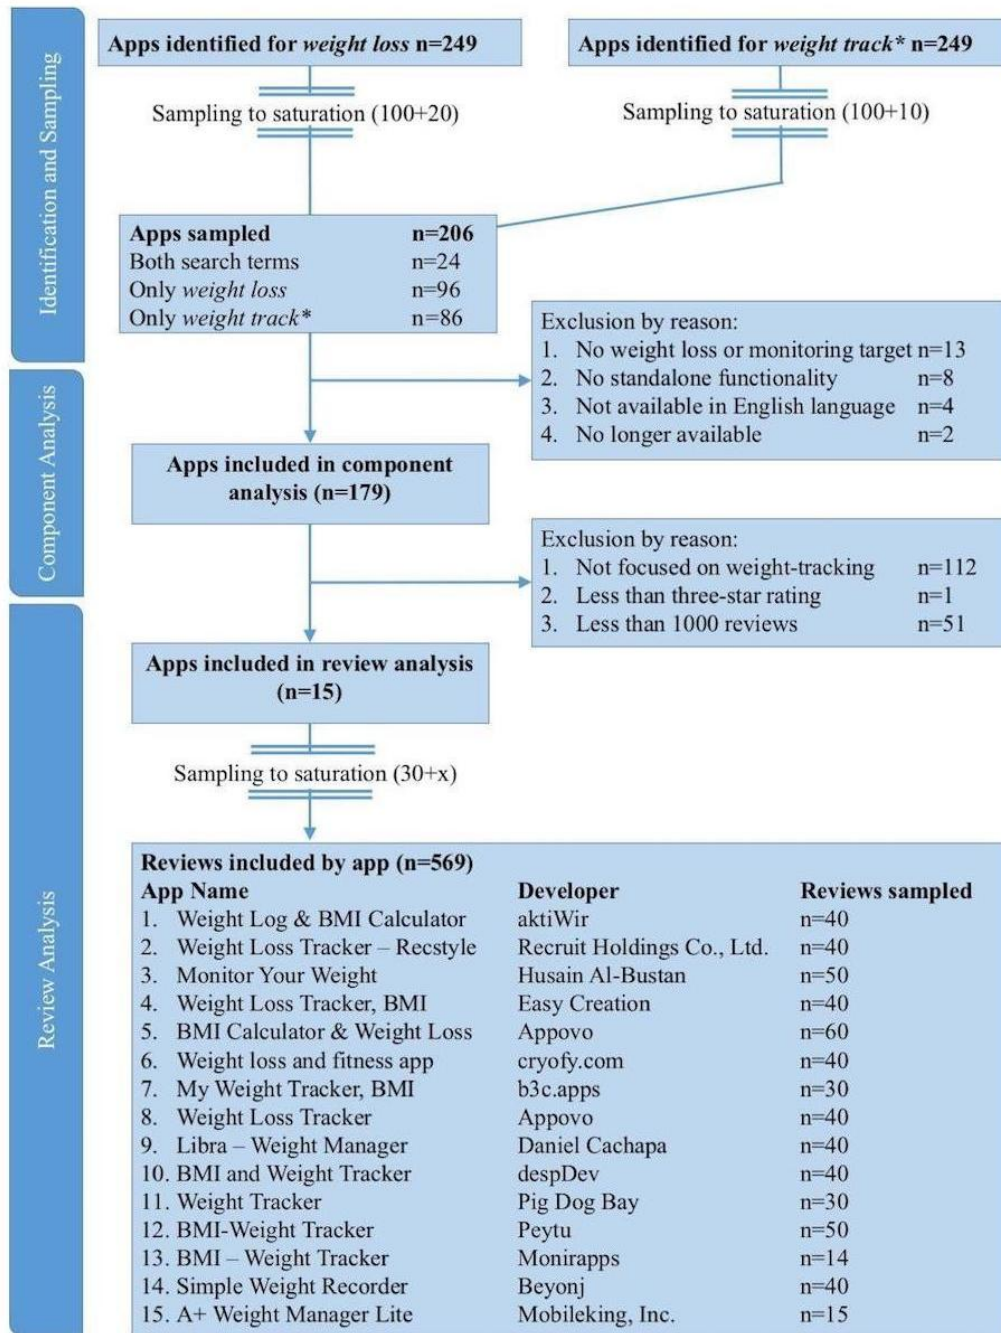 Identification and Sampling
Apps identified for weight loss n=249
Apps identified for weight track* n=249
Sampling to saturation (100+20)
Sampling to saturation (100+10)
Apps sampled n=206
Both search terms n=24
Only weight loss n=96
Only weight track* n=86
Exclusion by reason:
1. No weight loss or monitoring target n=13
2. No standalone functionality n=8
3. Not available in English language n=4
4. No longer available n=2
Component Analysis
Apps included in component
analysis (n=179)
Exclusion by reason:
1. Not focused on weight-tracking n=112
2. Less than three-star rating n=1
3. Less than 1000 reviews n=51
Review Analysis
Apps included in review analysis
(n=15)
Sampling to saturation (30+x)
Reviews included by app (n=569)
App Name Developer Reviews sampled
1. Weight Log & BMI Calculator aktiWir n=40
2. Weight Loss Tracker – Recstyle Recruit Holdings Co., Ltd. n=40
3. Monitor Your Weight Husain Al-Bustan n=50
4. Weight Loss Tracker, BMI Easy Creation n=40
5. BMI Calculator & Weight Loss Appovo n=60
6. Weight loss and fitness app cryofy.com n=40
7. My Weight Tracker, BMI b3c.apps n=30
8. Weight Loss Tracker Appovo n=40
9. Libra – Weight Manager Daniel Cachapa n=40
10. BMI and Weight Tracker despDev n=40
11. Weight Tracker Pig Dog Bay n=30
12. BMI-Weight Tracker Peytu n=50
13. BMI – Weight Tracker Monirapps n=14
14. Simple Weight Recorder Beyonj n=40
15. A+ Weight Manager Lite Mobileking, Inc. n=15